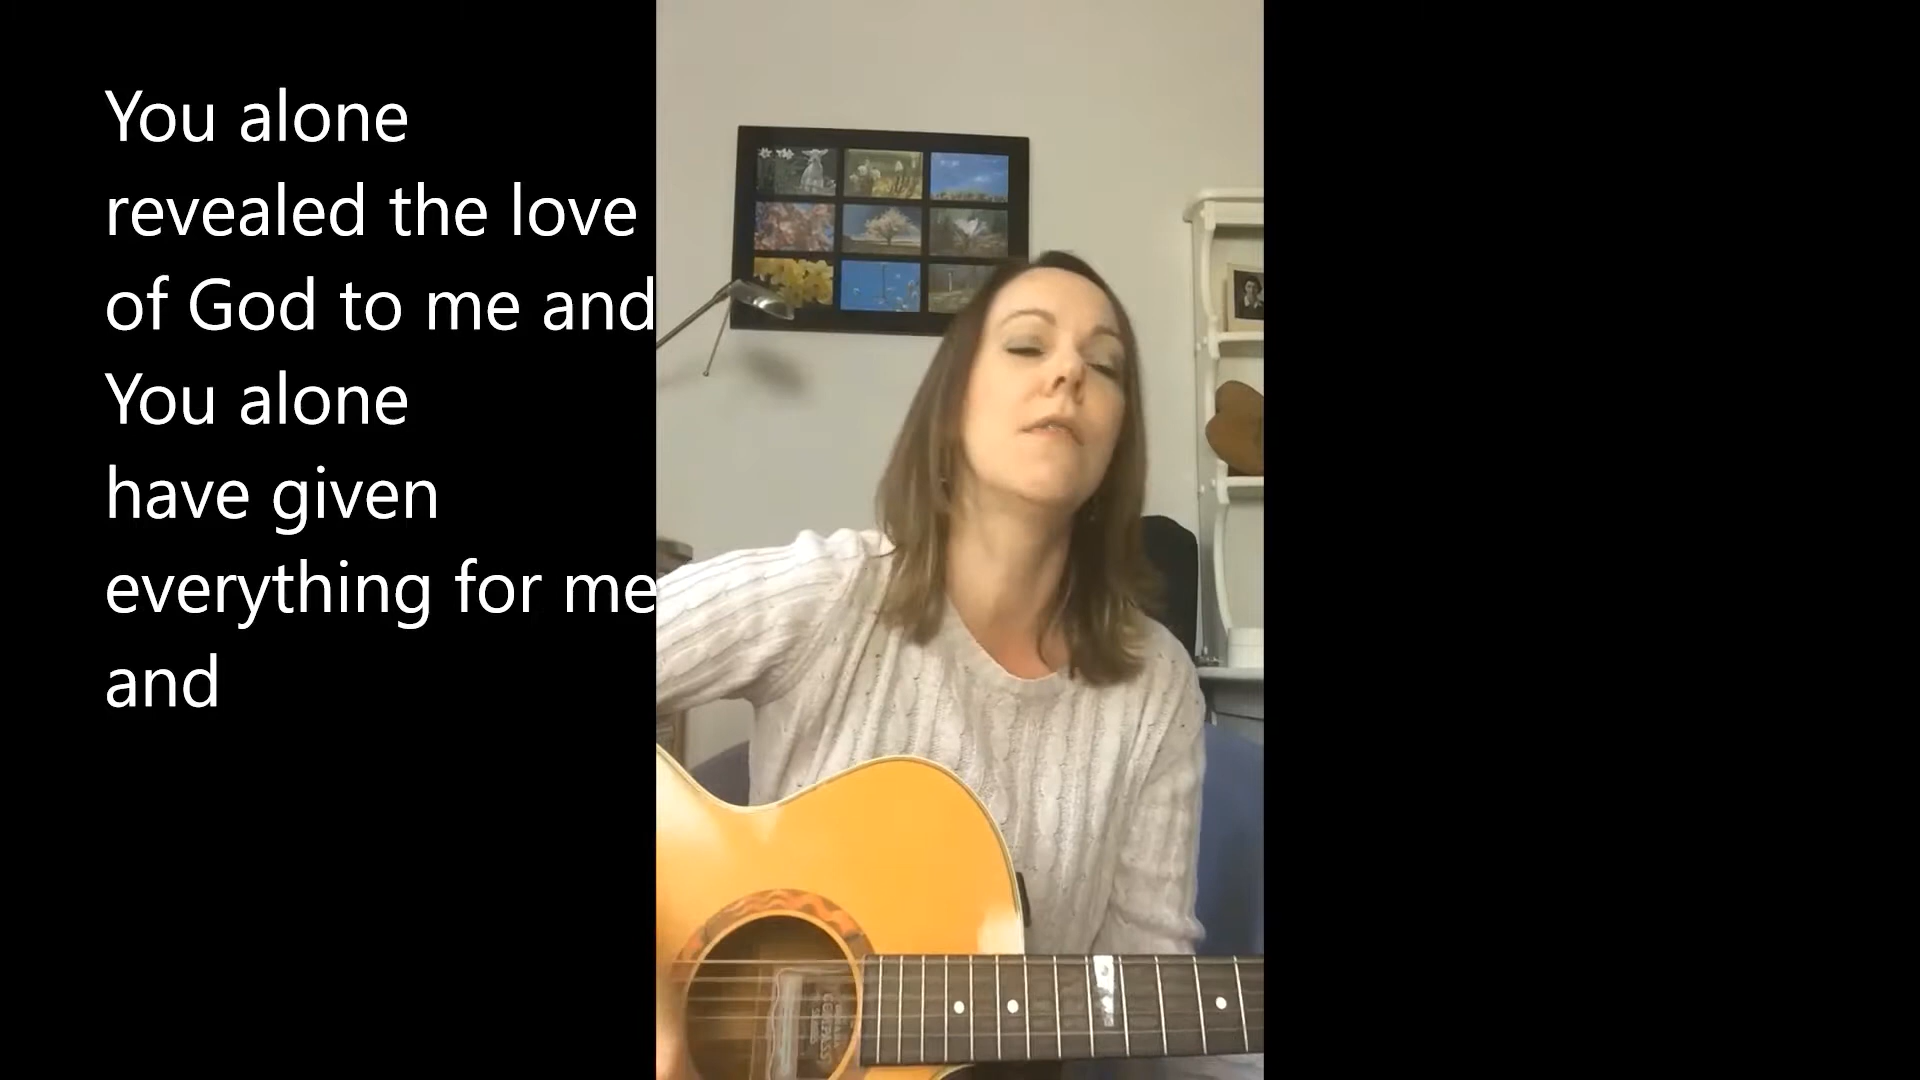 You alone
revealed the love
of God to me and
You alone
have given
everything for me
and